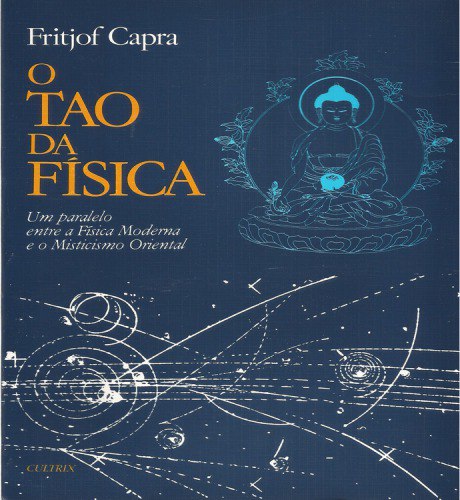 Fritjof Capra
O
TAO
DA
FÍSICA
Um paralelo
entre a Física Moderna
e o Misticismo Oriental
CULTRIX